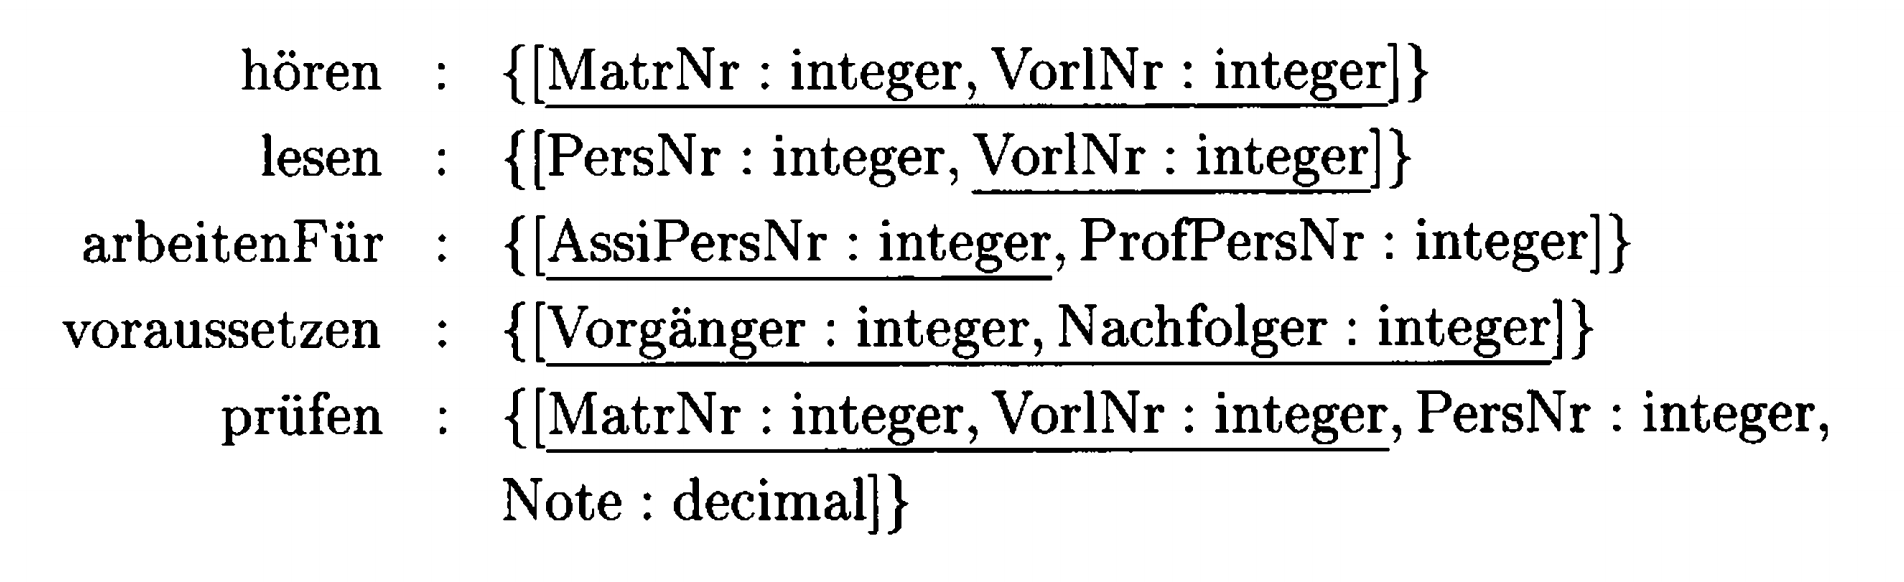 hören : {[MatrNr : integer, VorlNr : integer]}
lesen : {[PersNr : integer, VorlNr : integer]}
arbeitenFür : {[AssiPersNr : integer, ProfPersNr : integer]}
voraussetzen : {[Vorgänger : integer, Nachfolger : integer]}
prüfen : {[MatrNr : integer, VorlNr : integer, PersNr : integer,
Note : decimal]}